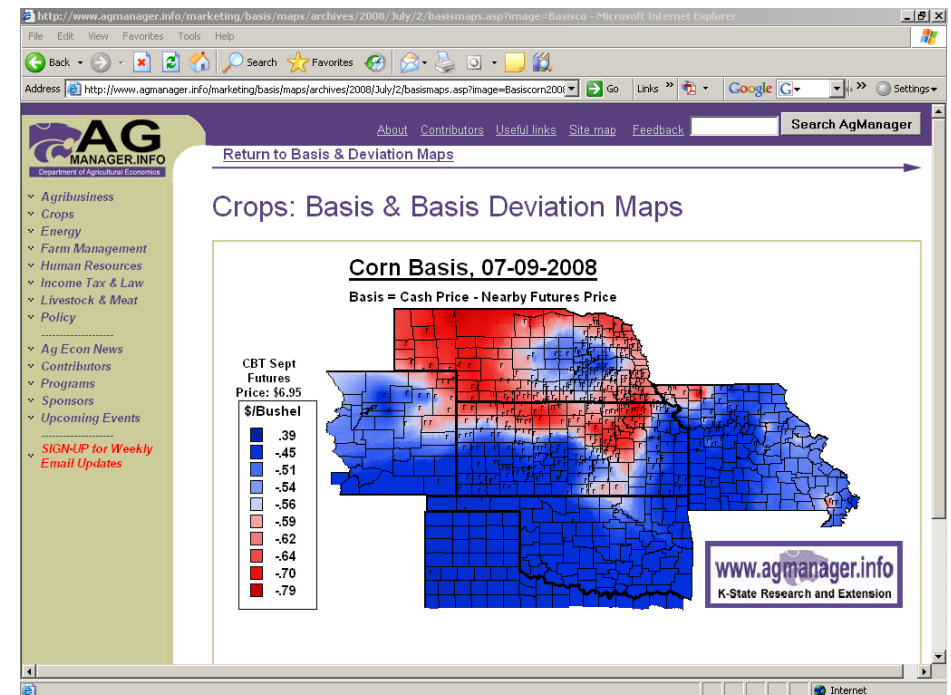 http://www.agmanager.info/marketing/basis/maps/archives/2008/July/2/basismaps.asp?image=Basisco - Microsoft Internet Explorer
File Edit View Favorites Tools Help
Back Search Favorites
Address http://www.agmanager.info/marketing/basis/maps/archives/2008/July/2/basismaps.asp?image=Basiscorn200 Go Links » Google G » Settings
AG
MANAGER.INFO
Department of Agricultural Economics
About Contributors Useful links Site map Feedback Search AgManager
Return to Basis & Deviation Maps
Agribusiness
Crops
Energy
Farm Management
Human Resources
Income Tax & Law
Livestock & Meat
Policy
--------------------
Ag Econ News
Contributors
Programs
Sponsors
Upcoming Events
--------------------
SIGN-UP for Weekly
Email Updates
Crops: Basis & Basis Deviation Maps
Corn Basis, 07-09-2008
Basis = Cash Price - Nearby Futures Price
CBT Sept
Futures
Price: $6.95
$/Bushel
.39
-.45
-.51
-.54
-.56
-.59
-.62
-.64
-.70
-.79
www.agmanager.info
K-State Research and Extension
Internet